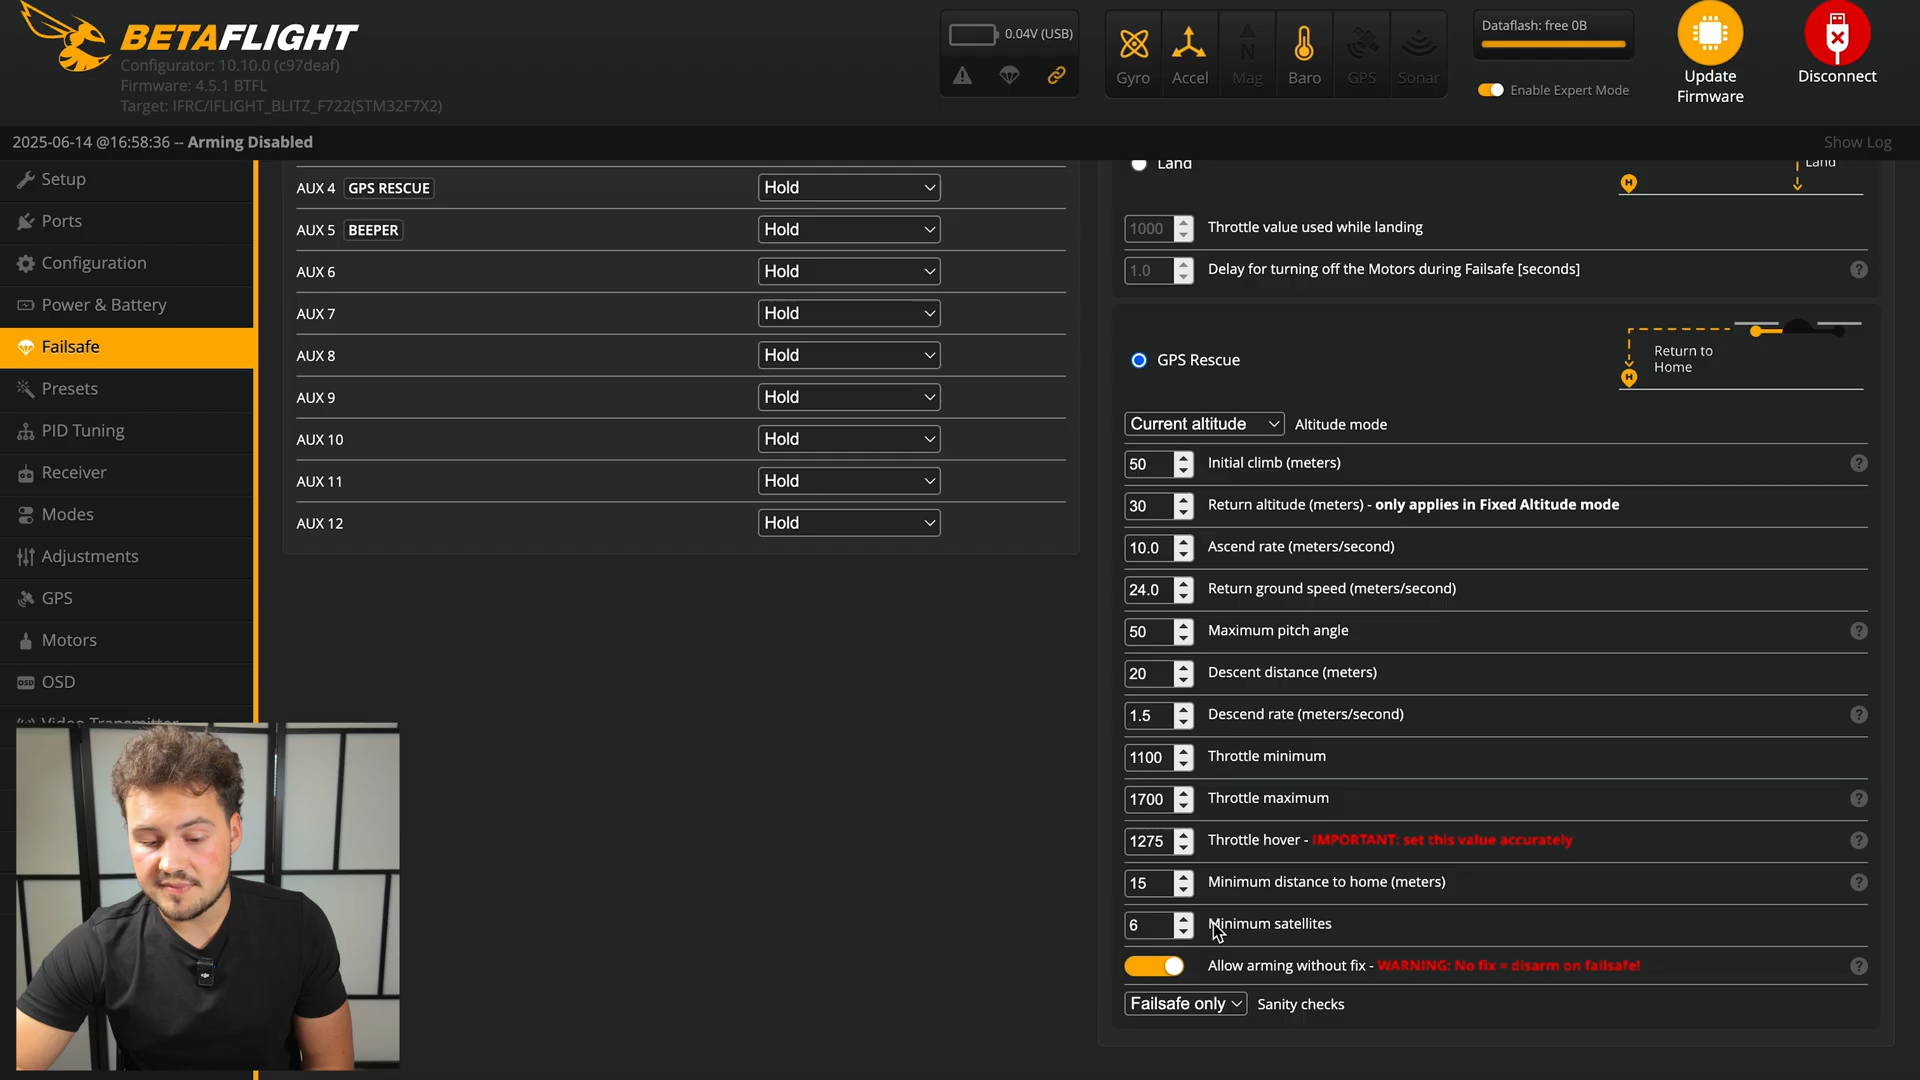 BETAFLIGHT
Configurator: 10.10.0 (c97deaf)
Firmware: 4.5.1 BTFL
Target: IFRC/IFLIGHT_BLITZ_F722(STM32F7X2)
0.04V (USB)
Gyro
Accel
N
Mag
Baro
GPS
Sonar
Dataflash: free 0B
Enable Expert Mode
Update
Firmware
Disconnect
2025-06-14 @16:58:36 -- Arming Disabled
Show Log
Setup
Ports
Configuration
Power & Battery
Failsafe
Presets
PID Tuning
Receiver
Modes
Adjustments
GPS
Motors
OSD
Video Transmitter
AUX 4 GPS RESCUE Hold
AUX 5 BEEPER Hold
AUX 6 Hold
AUX 7 Hold
AUX 8 Hold
AUX 9 Hold
AUX 10 Hold
AUX 11 Hold
AUX 12 Hold
Land
Land
H
1000 Throttle value used while landing
1.0 Delay for turning off the Motors during Failsafe [seconds] ?
GPS Rescue
Return to
Home
H
Current altitude Altitude mode
50 Initial climb (meters) ?
30 Return altitude (meters) - only applies in Fixed Altitude mode
10.0 Ascend rate (meters/second)
24.0 Return ground speed (meters/second)
50 Maximum pitch angle ?
20 Descent distance (meters)
1.5 Descend rate (meters/second) ?
1100 Throttle minimum
1700 Throttle maximum ?
1275 Throttle hover - IMPORTANT: set this value accurately ?
15 Minimum distance to home (meters) ?
6 Minimum satellites
Allow arming without fix - WARNING: No fix = disarm on failsafe! ?
Failsafe only Sanity checks